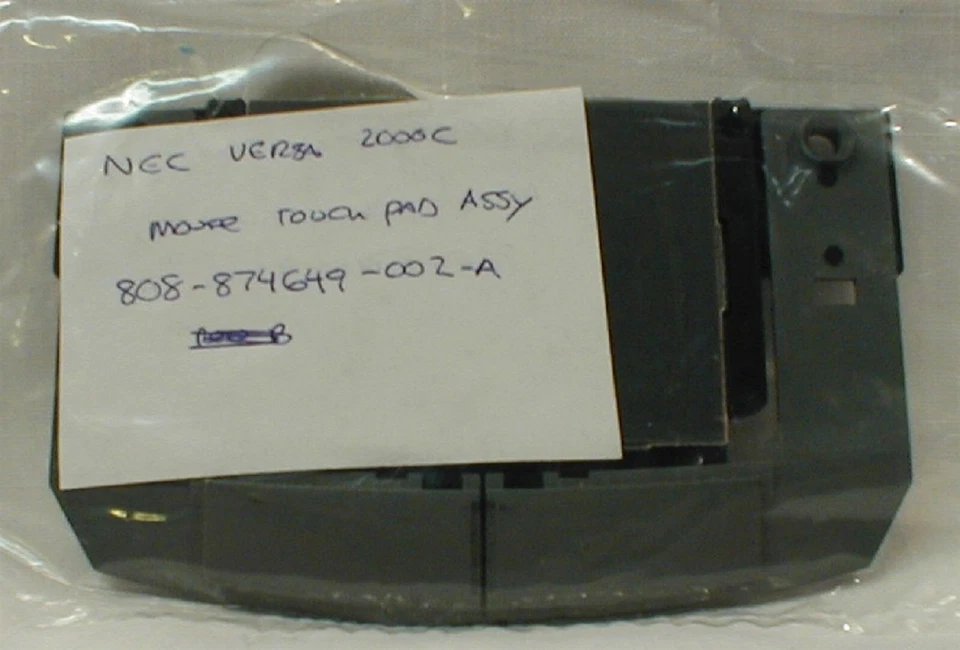 NEC VERSA 2000C
MOUSE TOUCH PAD ASSY
808-874649-002-A